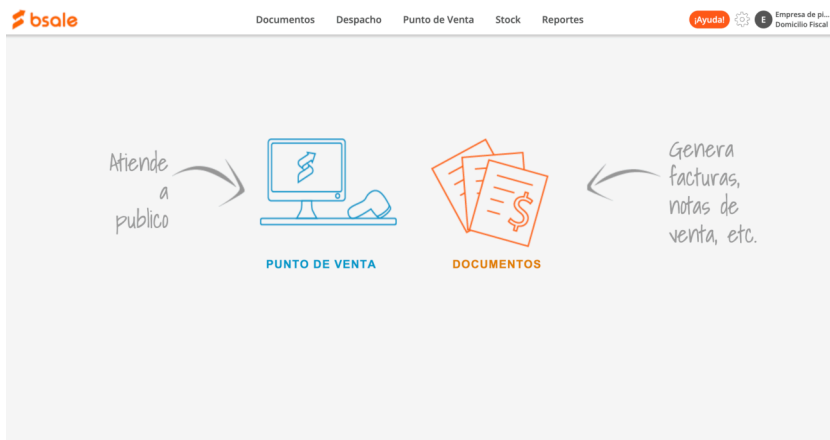 bsale
Documentos Despacho Punto de Venta Stock Reportes
¡Ayuda!
E
Empresa de pi...
Domicilio Fiscal
Atiende
a
publico
PUNTO DE VENTA
$
DOCUMENTOS
Genera
facturas,
notas de
venta, etc.